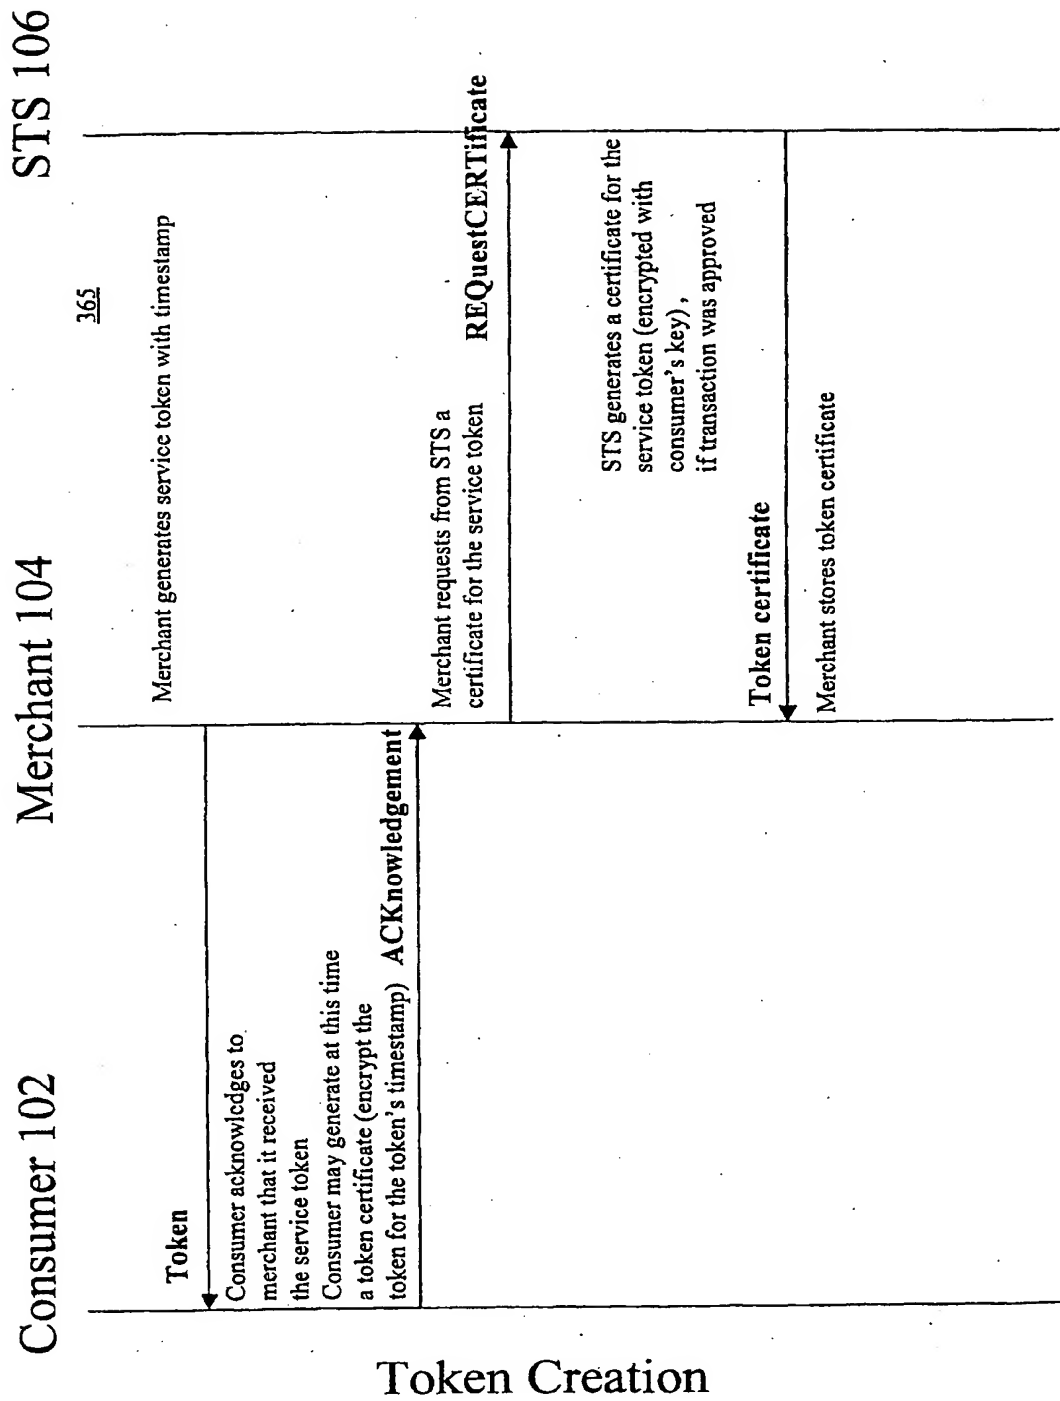 Consumer 102
Merchant 104
STS 106
365
Merchant generates service token with timestamp
Token
Consumer acknowledges to
merchant that it received
the service token
Consumer may generate at this time
a token certificate (encrypt the
token for the token's timestamp)
ACKnowledgement
Merchant requests from STS a
certificate for the service token
REQuestCERTificate
STS generates a certificate for the
service token (encrypted with
consumer's key),
if transaction was approved
Token certificate
Merchant stores token certificate
Token Creation